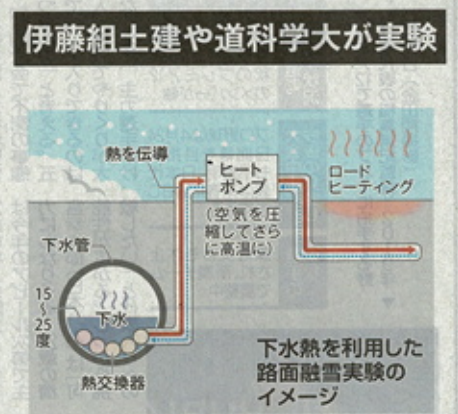 伊藤組土建や道科学大が実験
熱を伝導
ヒート
ポンプ
(空気を圧
縮してさら
に高温に)
ロード
ヒーティング
下水管
15
〜
25
度
下水
熱交換器
下水熱を利用した
路面融雪実験の
イメージ